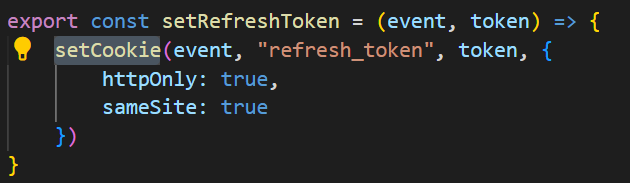 export const setRefreshToken = (event, token) => {
    setCookie(event, "refresh_token", token, {
        httpOnly: true,
        sameSite: true
    })
}